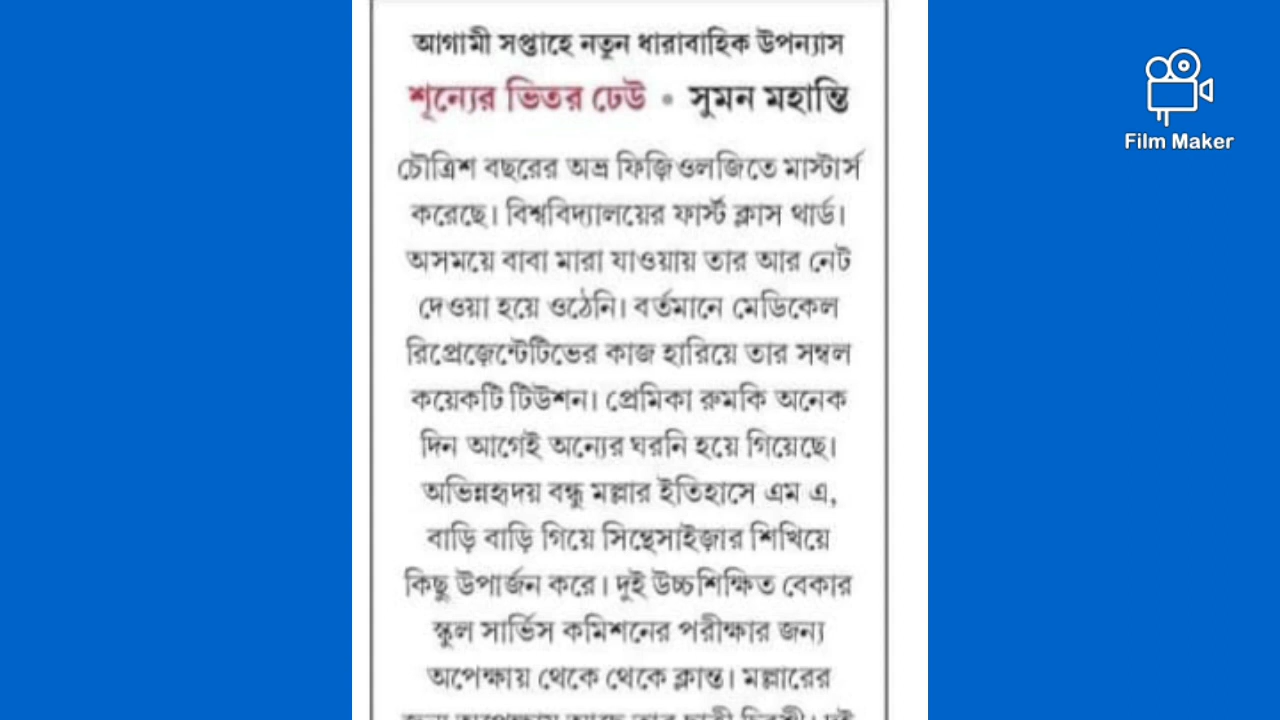 আগামী সপ্তাহে নতুন ধারাবাহিক উপন্যাস
শূন্যের ভিতর ঢেউ • সুমন মহান্তি
চৌত্রিশ বছরের অভ্র ফিজ়িওলজিতে মাস্টার্স
করেছে। বিশ্ববিদ্যালয়ের ফার্স্ট ক্লাস থার্ড।
অসময়ে বাবা মারা যাওয়ায় তার আর নেট
দেওয়া হয়ে ওঠেনি। বর্তমানে মেডিকেল
রিপ্রেজ়েন্টেটিভের কাজ হারিয়ে তার সম্বল
কয়েকটি টিউশন। প্রেমিকা রুমকি অনেক
দিন আগেই অন্যের ঘরনি হয়ে গিয়েছে।
অভিন্নহৃদয় বন্ধু মল্লার ইতিহাসে এম এ,
বাড়ি বাড়ি গিয়ে সিন্থেসাইজ়ার শিখিয়ে
কিছু উপার্জন করে। দুই উচ্চশিক্ষিত বেকার
স্কুল সার্ভিস কমিশনের পরীক্ষার জন্য
অপেক্ষায় থেকে থেকে ক্লান্ত। মল্লারের
Film Maker